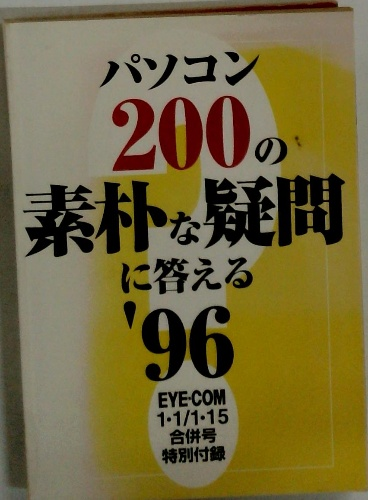 パソコン
200の
素朴な疑問
に答える
'96
EYE·COM
1·1/1·15
合併号
特別付録